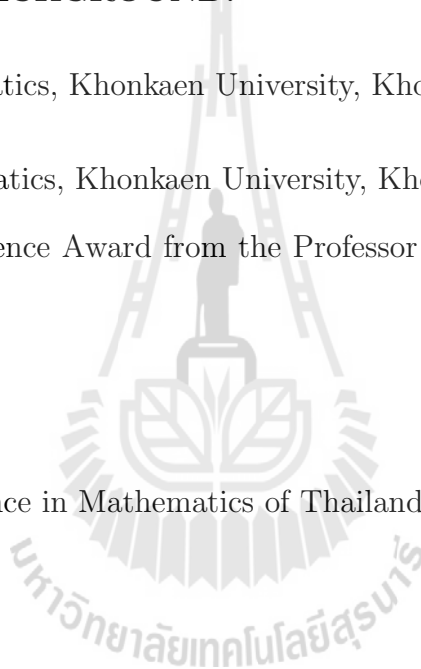 atics, Khonkaen University, Kho
atics, Khonkaen University, Kho
ence Award from the Professor
nce in Mathematics of Thailand
มหาวิทยาลัยเทคโนโลยีสุรนารี